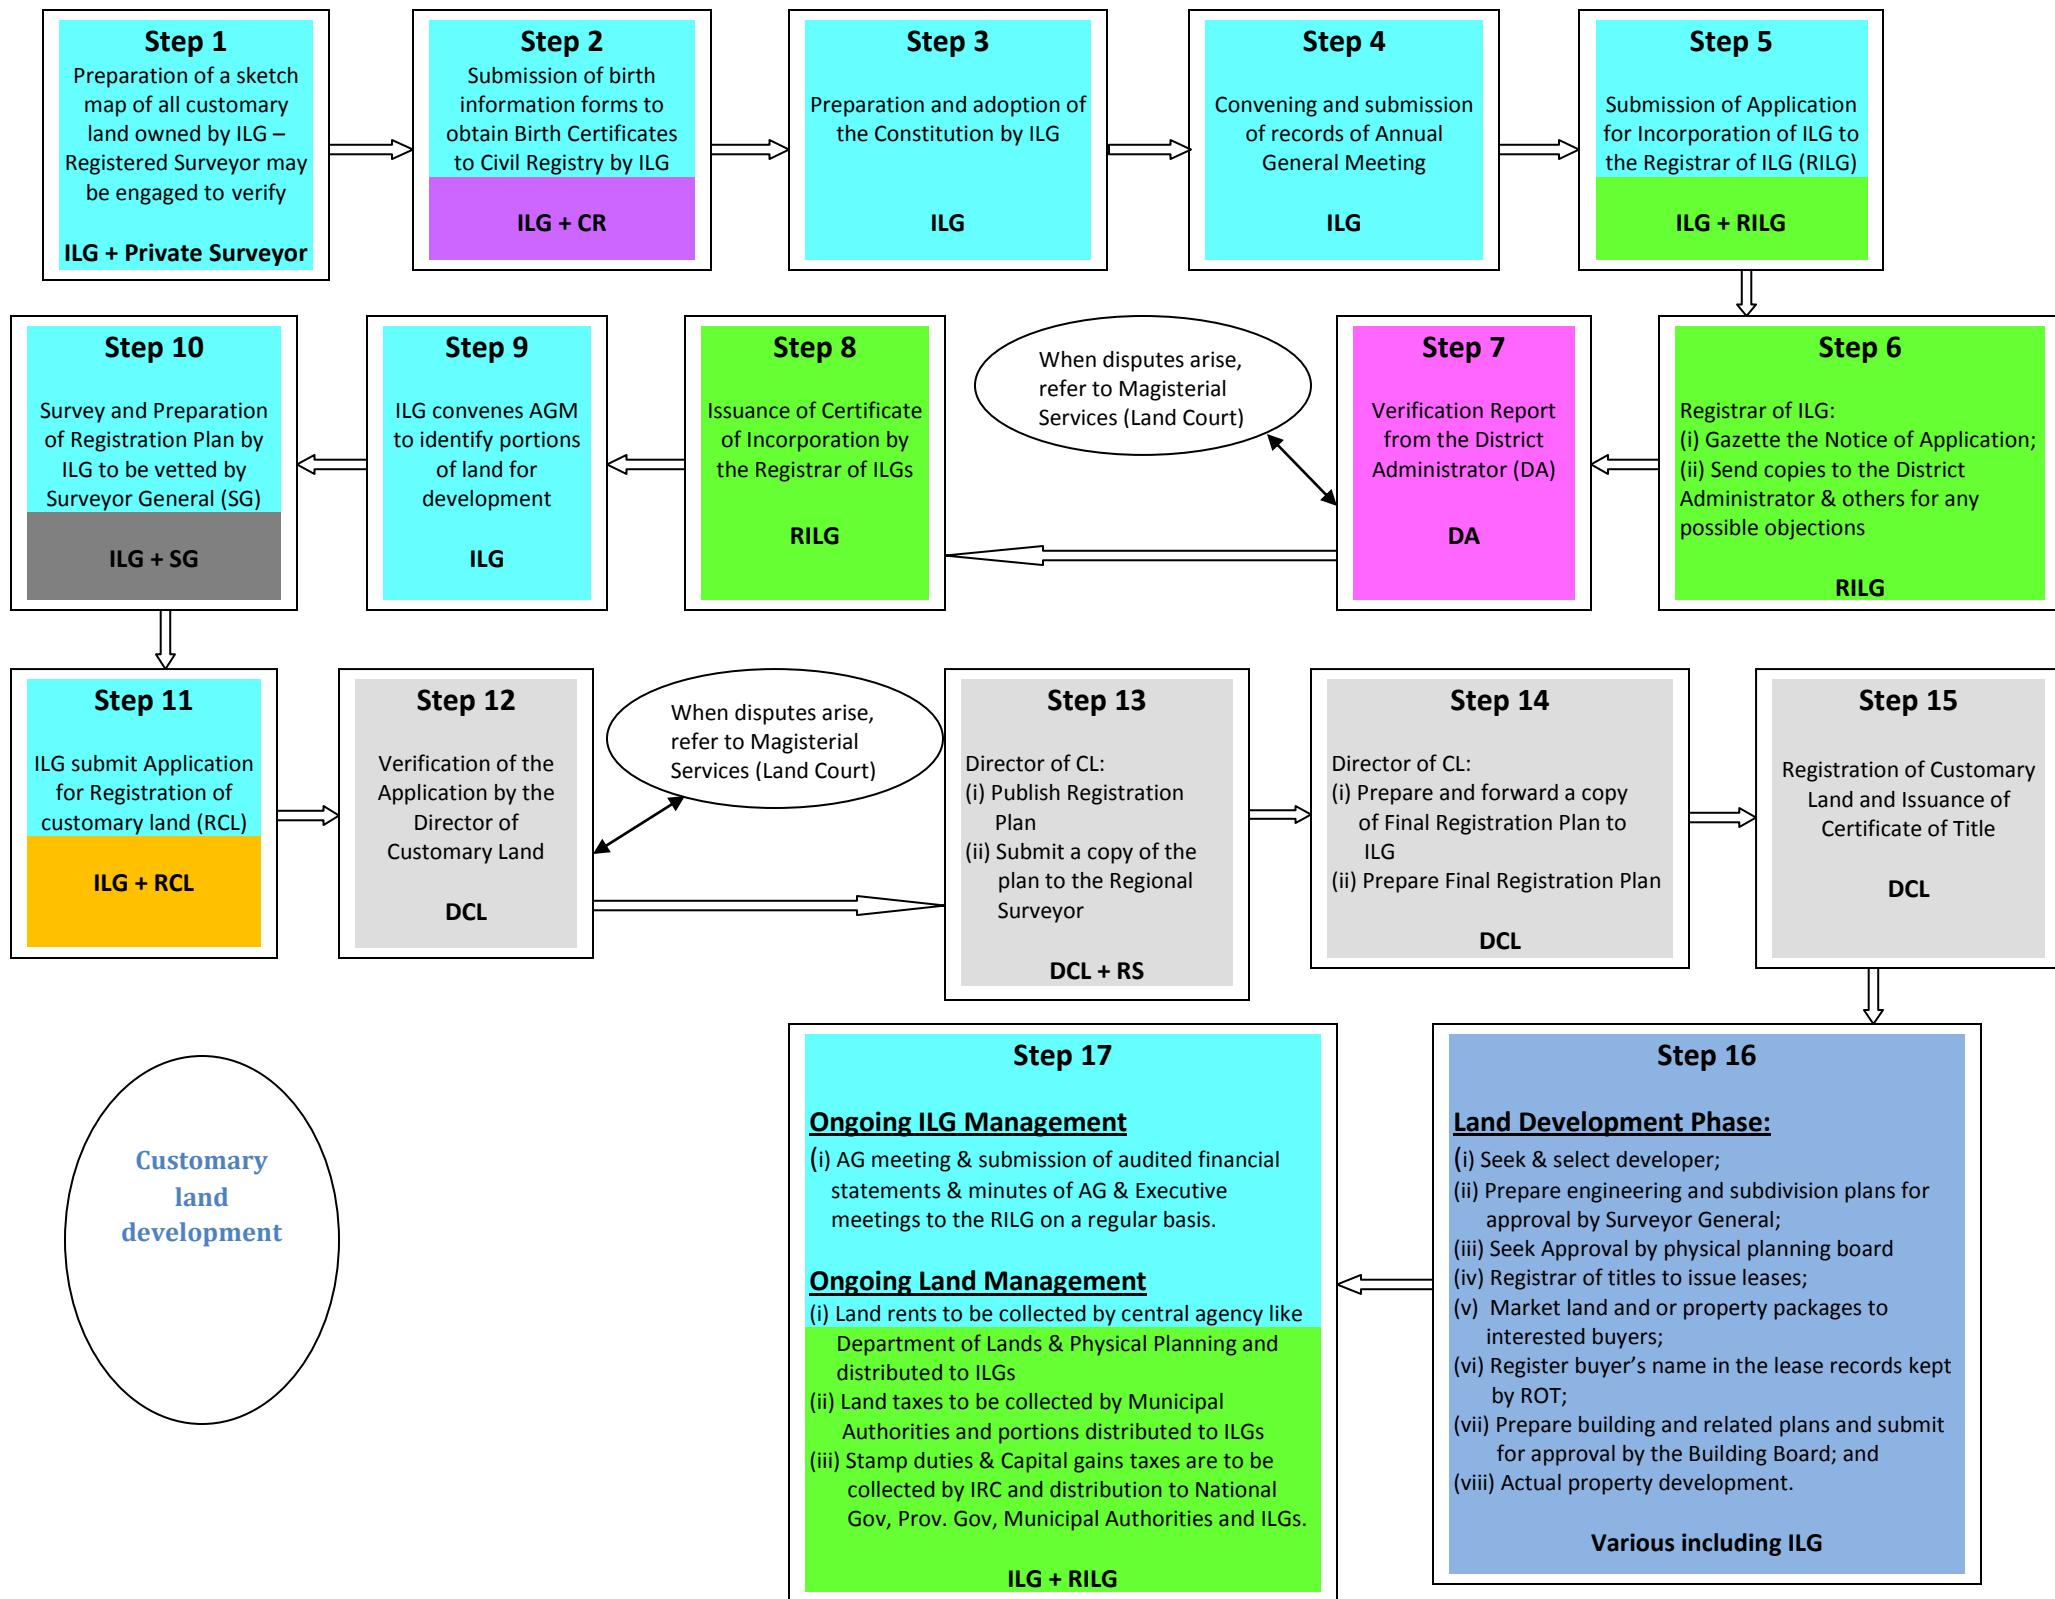 Step 1
Preparation of a sketch
map of all customary
land owned by ILG –
Registered Surveyor may
be engaged to verify
ILG + Private Surveyor
Step 2
Submission of birth
information forms to
obtain Birth Certificates
to Civil Registry by ILG
ILG + CR
Step 3
Preparation and adoption of
the Constitution by ILG
ILG
Step 4
Convening and submission
of records of Annual
General Meeting
ILG
Step 5
Submission of Application
for Incorporation of ILG to
the Registrar of ILG (RILG)
ILG + RILG
Step 6
Registrar of ILG:
(i) Gazette the Notice of Application;
(ii) Send copies to the District
Administrator & others for any
possible objections
RILG
Step 7
Verification Report
from the District
Administrator (DA)
DA
When disputes arise,
refer to Magisterial
Services (Land Court)
Step 8
Issuance of Certificate
of Incorporation by
the Registrar of ILGs
RILG
Step 9
ILG convenes AGM
to identify portions
of land for
development
ILG
Step 10
Survey and Preparation
of Registration Plan by
ILG to be vetted by
Surveyor General (SG)
ILG + SG
Step 11
ILG submit Application
for Registration of
customary land (RCL)
ILG + RCL
Step 12
Verification of the
Application by the
Director of
Customary Land
DCL
When disputes arise,
refer to Magisterial
Services (Land Court)
Step 13
Director of CL:
(i) Publish Registration
Plan
(ii) Submit a copy of the
plan to the Regional
Surveyor
DCL + RS
Step 14
Director of CL:
(i) Prepare and forward a copy
of Final Registration Plan to
ILG
(ii) Prepare Final Registration Plan
DCL
Step 15
Registration of Customary
Land and Issuance of
Certificate of Title
DCL
Step 16
Land Development Phase:
(i) Seek & select developer;
(ii) Prepare engineering and subdivision plans for
approval by Surveyor General;
(iii) Seek Approval by physical planning board
(iv) Registrar of titles to issue leases;
(v) Market land and or property packages to
interested buyers;
(vi) Register buyer’s name in the lease records kept
by ROT;
(vii) Prepare building and related plans and submit
for approval by the Building Board; and
(viii) Actual property development.
Various including ILG
Step 17
Ongoing ILG Management
(i) AG meeting & submission of audited financial
statements & minutes of AG & Executive
meetings to the RILG on a regular basis.
Ongoing Land Management
(i) Land rents to be collected by central agency like
Department of Lands & Physical Planning and
distributed to ILGs
(ii) Land taxes to be collected by Municipal
Authorities and portions distributed to ILGs
(iii) Stamp duties & Capital gains taxes are to be
collected by IRC and distribution to National
Gov, Prov. Gov, Municipal Authorities and ILGs.
ILG + RILG
Customary
land
development